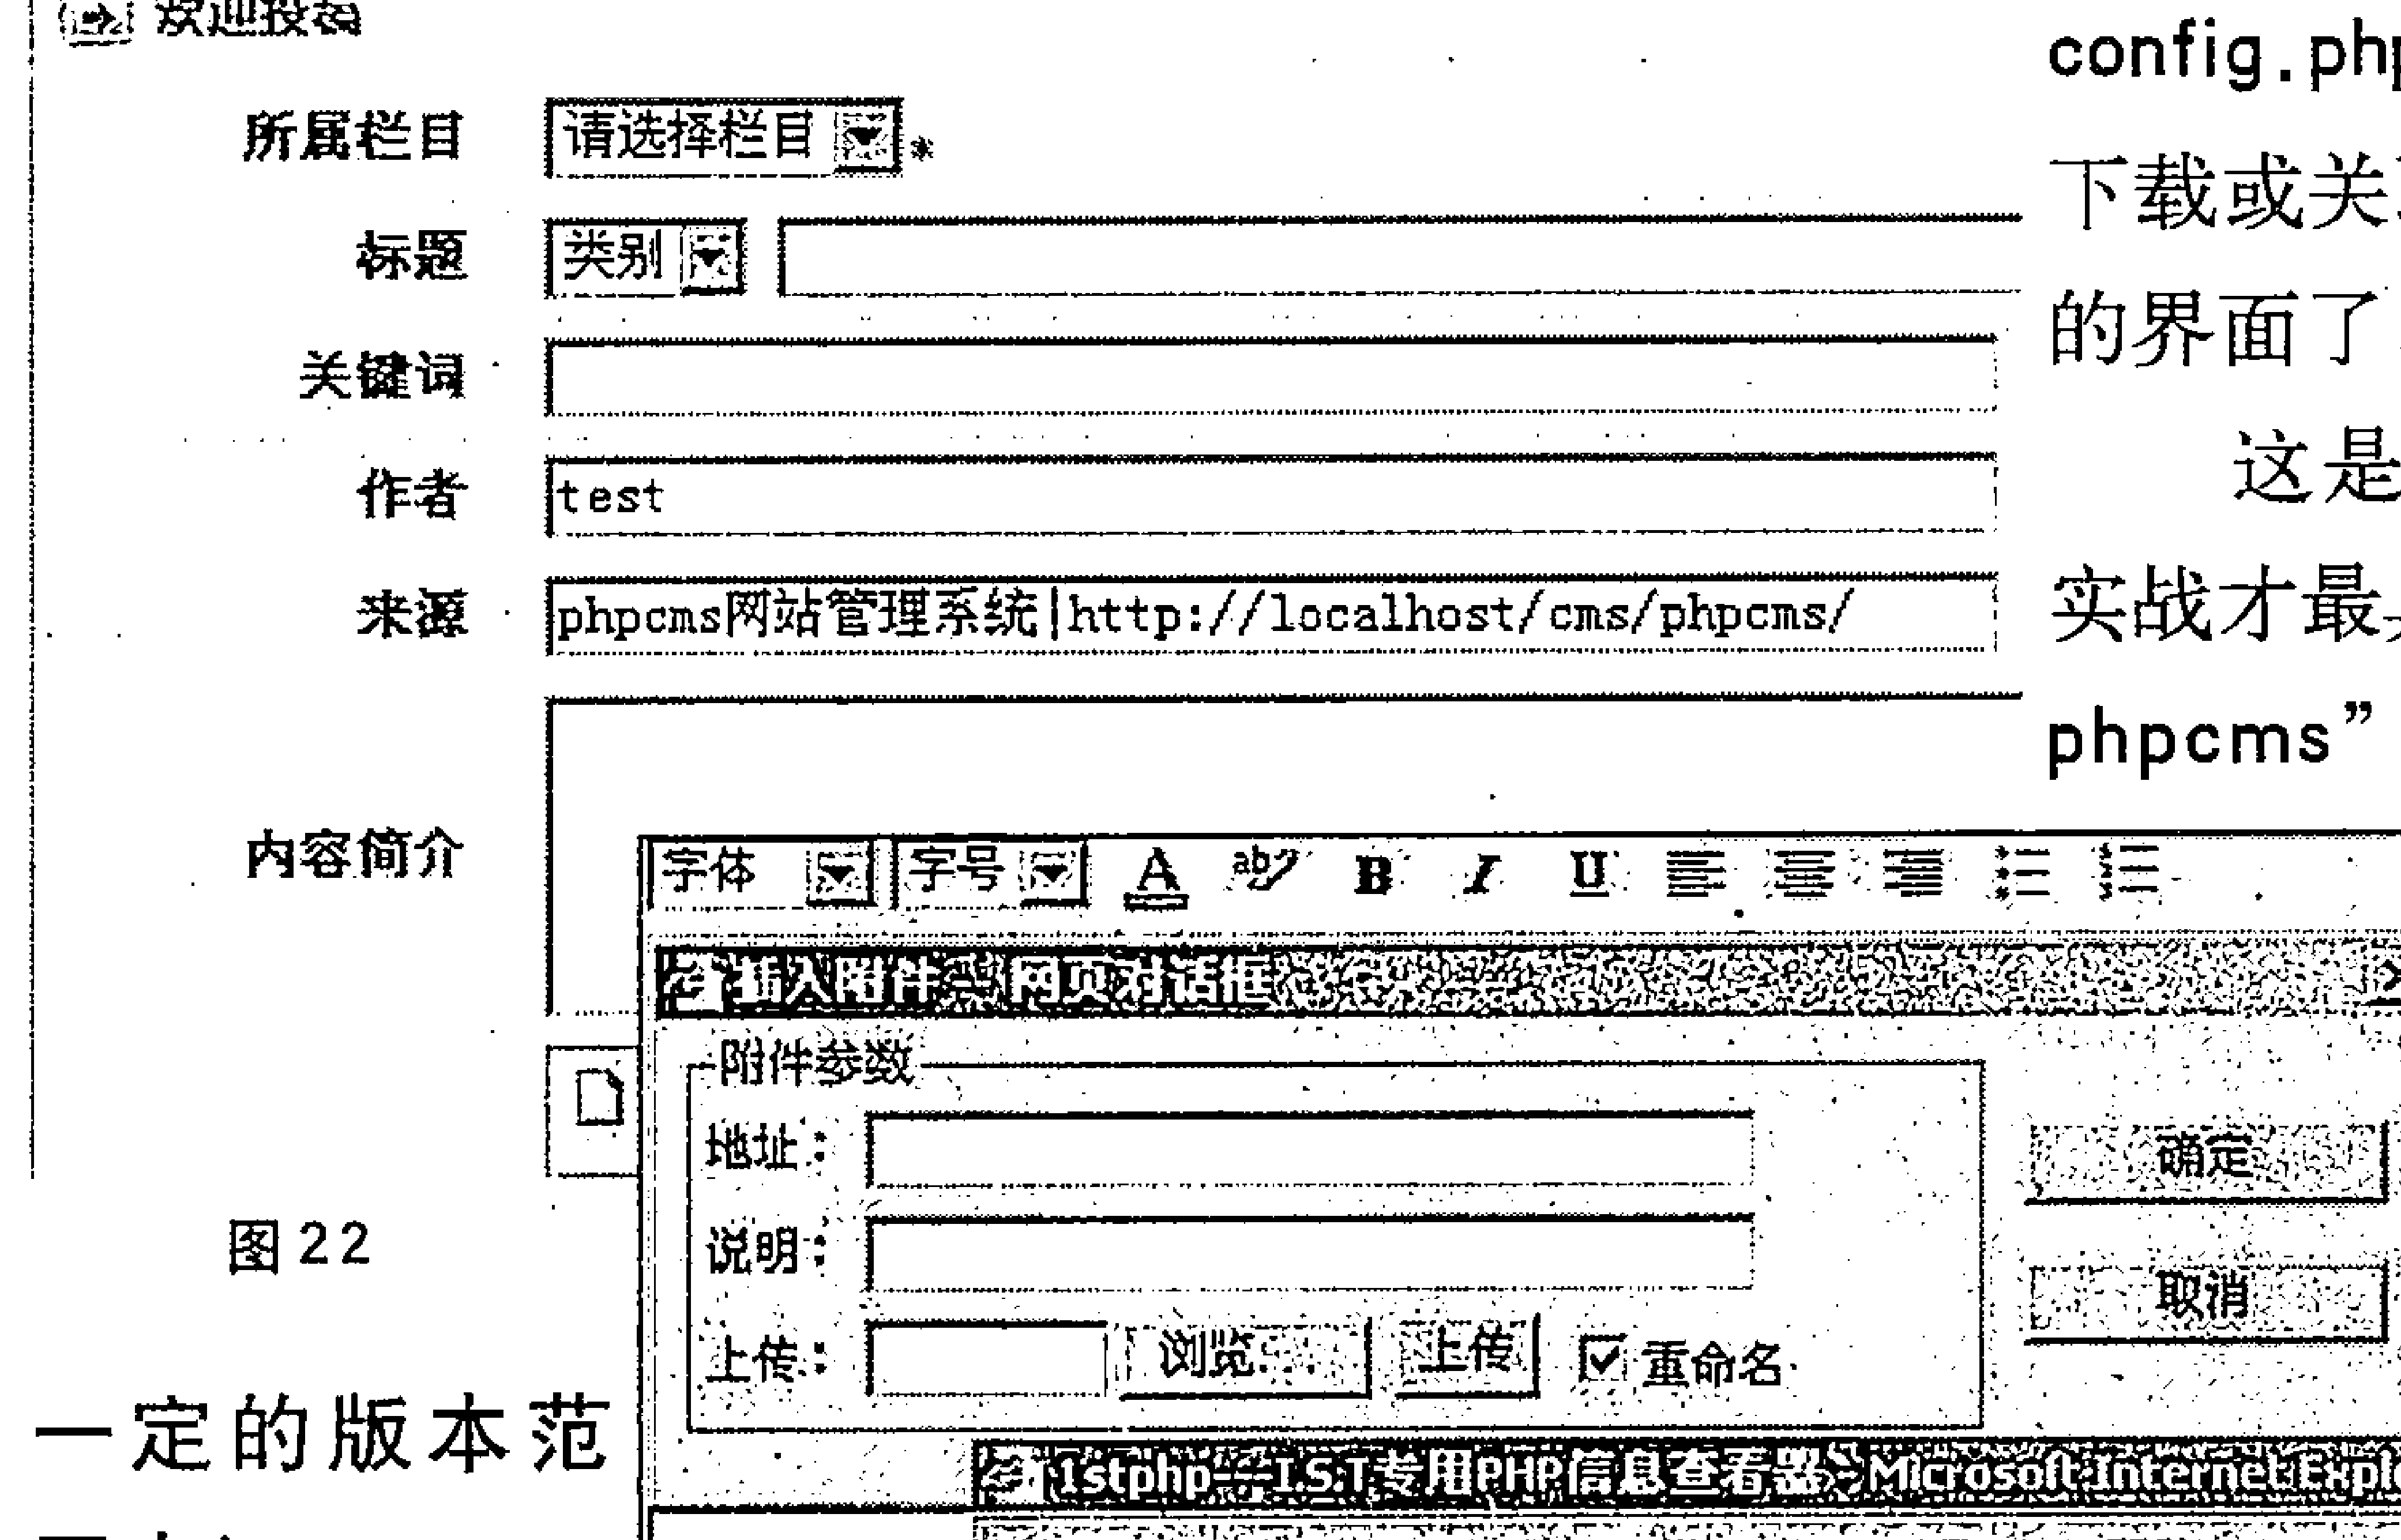 欢迎投稿
所属栏目 请选择栏目 *
标题 类别
关键词
作者 test
来源 phpcms网站管理系统|http://localhost/cms/phpcms/
内容简介
字体 字号 A ab B I U
插入附件 -- 网页对话框
附件参数
地址：
说明：
上传： 浏览... 上传 重命名
确定
取消
图22
一定的版本范
1stphp---I.S.T专用PHP信息查看器 - Microsoft Internet Explo
config.php
下载或关
的界面了
这是
实战才最
phpcms”